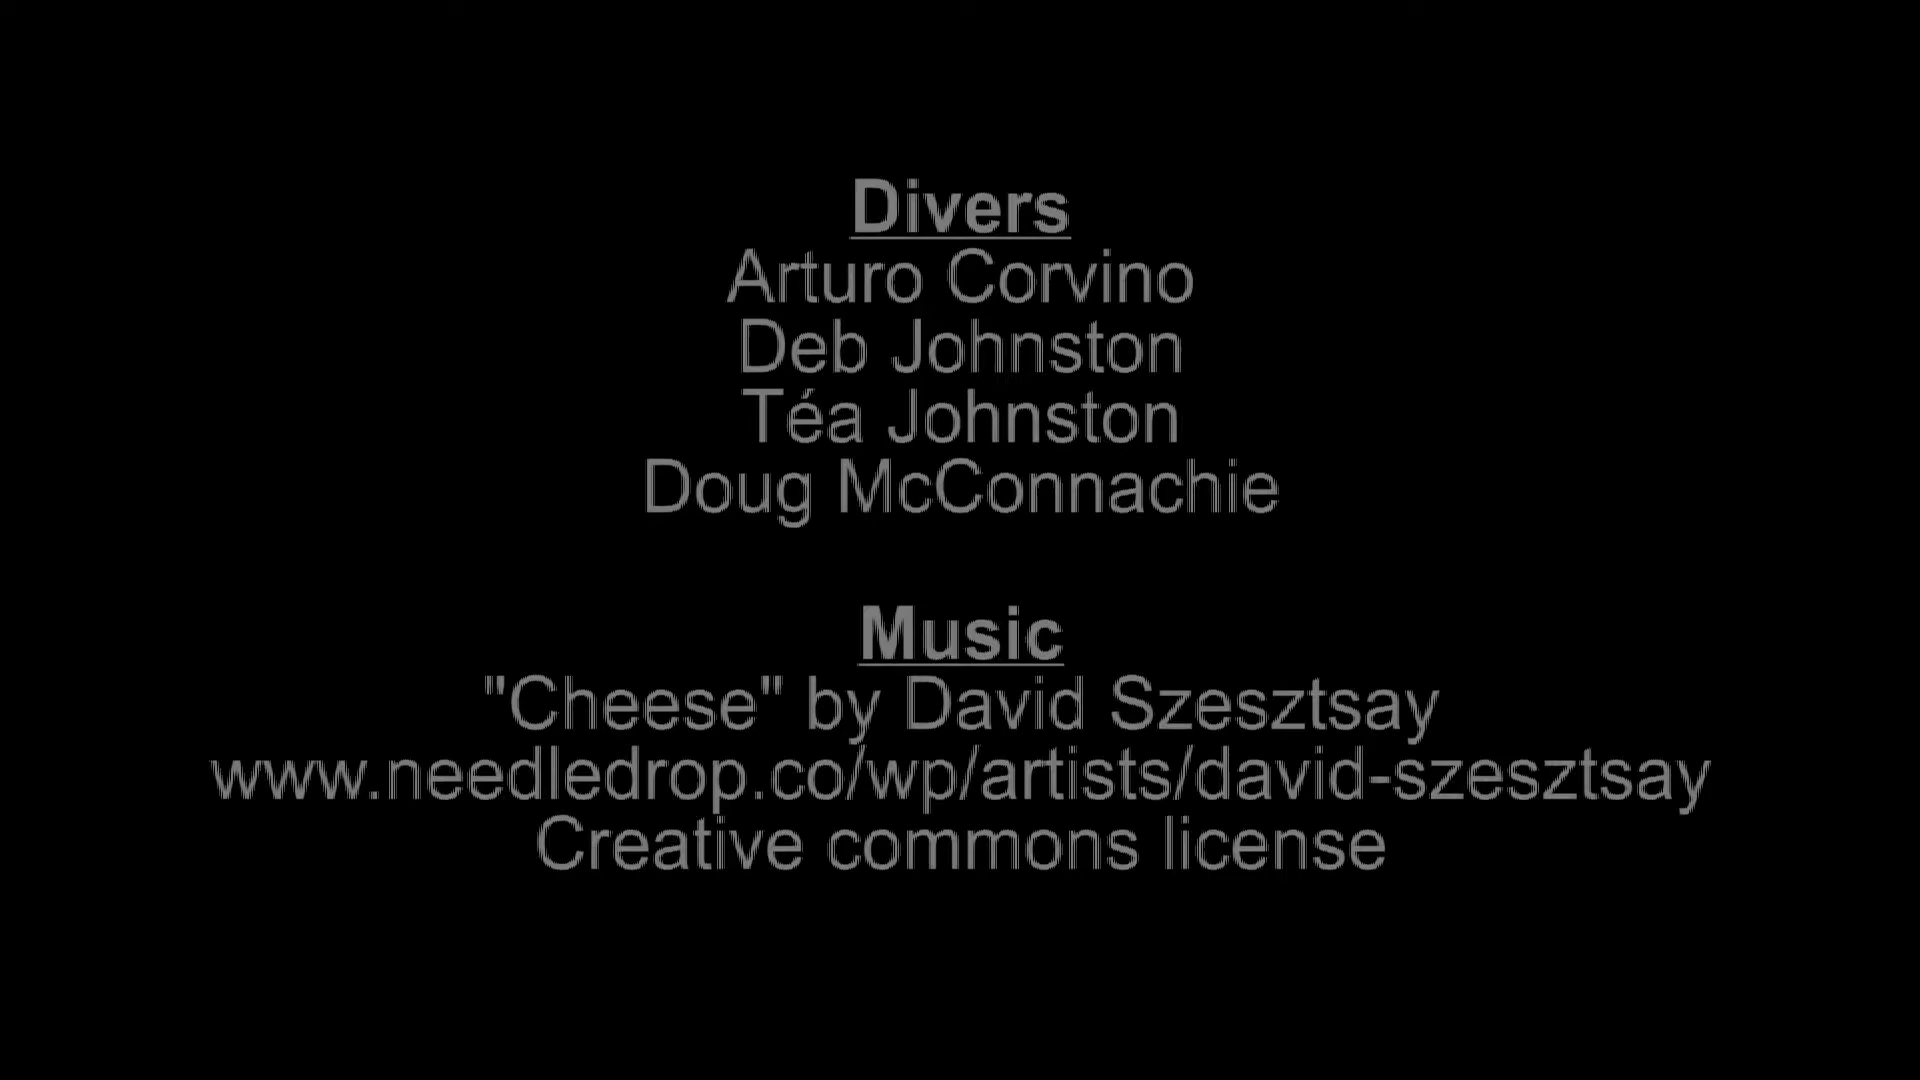 Divers
Arturo Corvino
Deb Johnston
Téa Johnston
Doug McConnachie
Music
"Cheese" by David Szesztsay
www.needledrop.co/wp/artists/david-szesztsay
Creative commons license